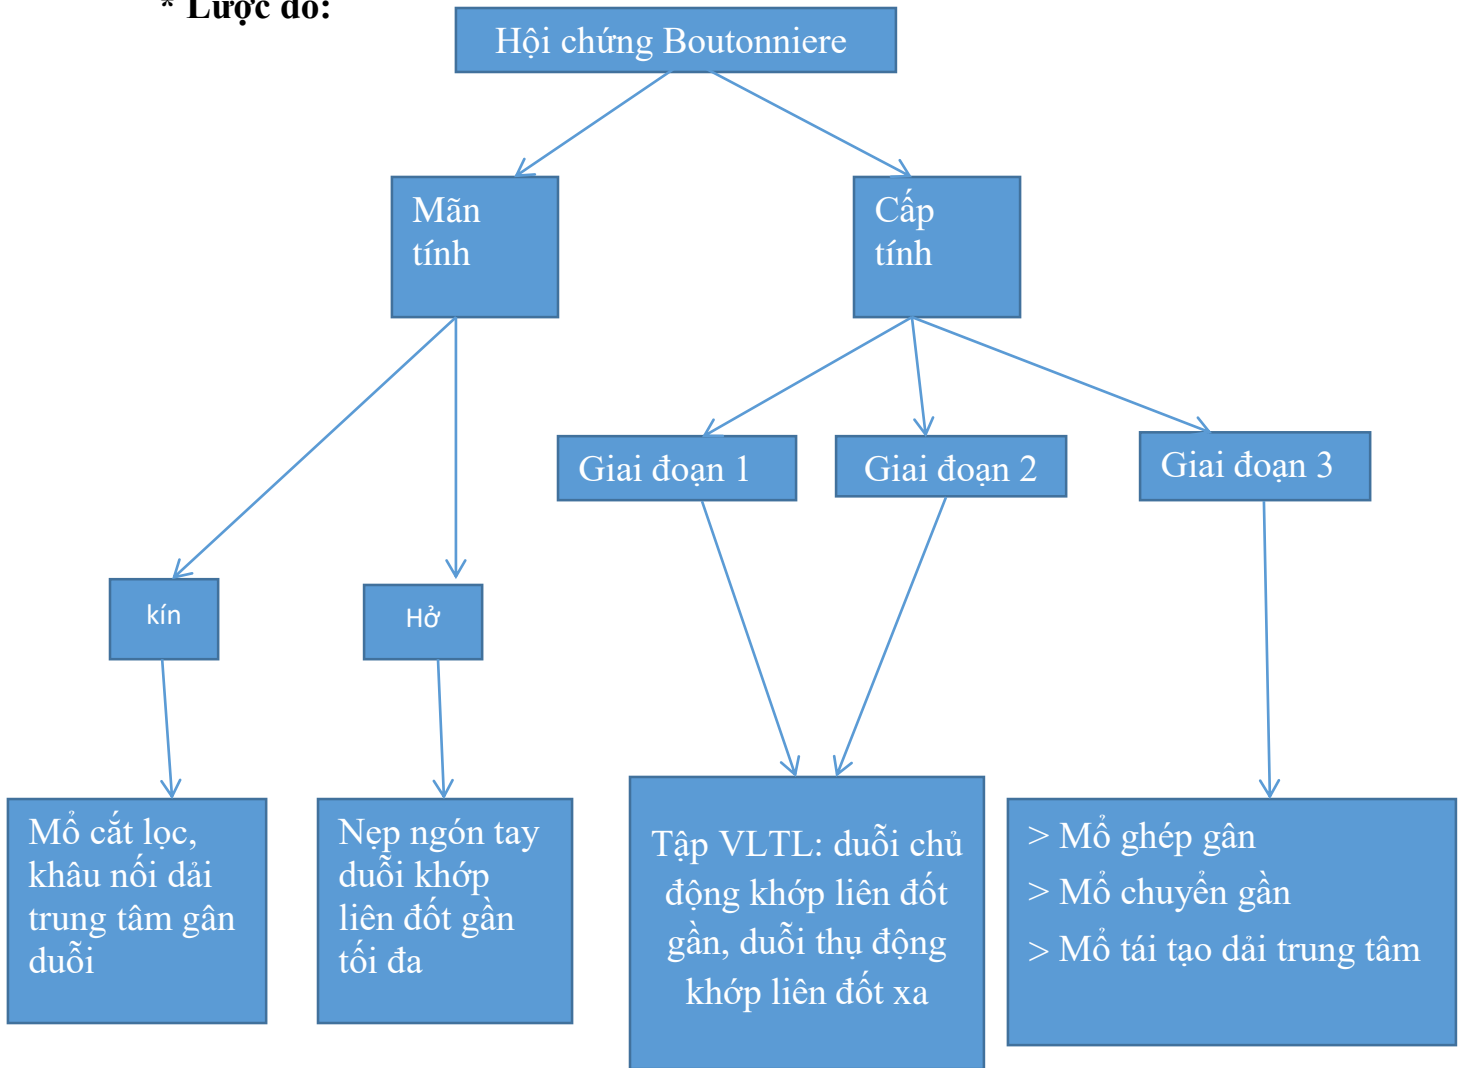 * Lược đồ:
Hội chứng Boutonniere
Mãn
tính
Cấp
tính
Giai đoạn 1
Giai đoạn 2
Giai đoạn 3
kín
Hở
Mổ cắt lọc,
khâu nối dải
trung tâm gân
duỗi
Nẹp ngón tay
duỗi khớp
liên đốt gần
tối đa
Tập VLTL: duỗi chủ
động khớp liên đốt
gần, duỗi thụ động
khớp liên đốt xa
> Mổ ghép gân
> Mổ chuyển gần
> Mổ tái tạo dải trung tâm